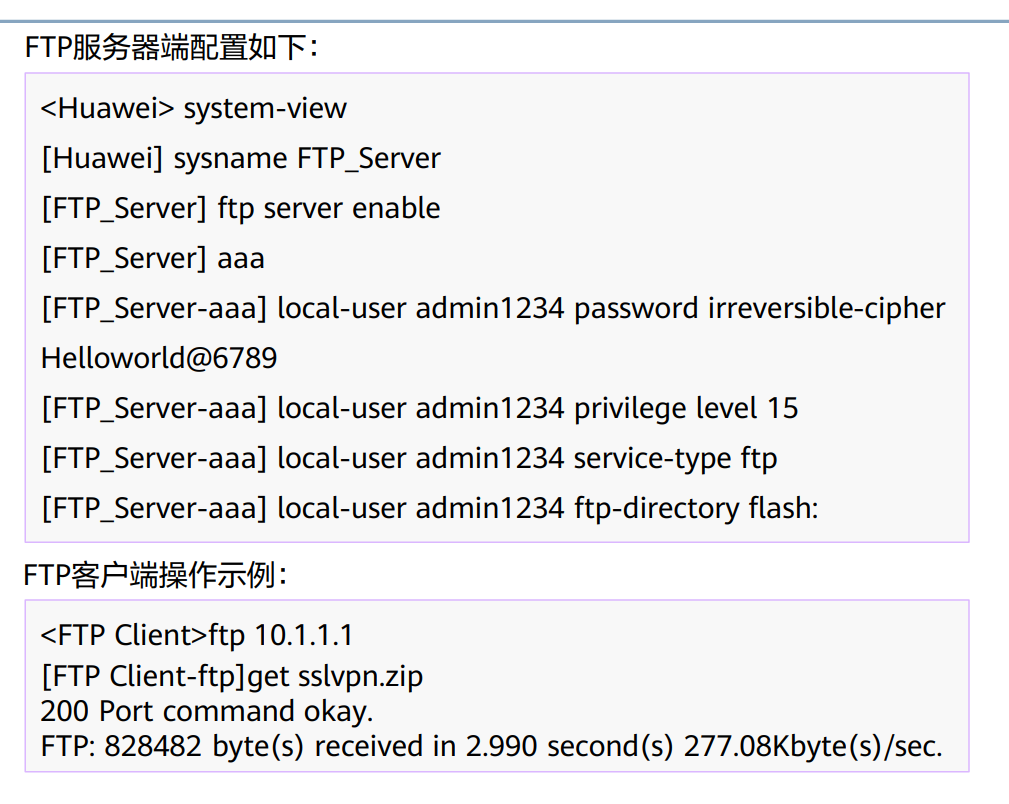 FTP服务器端配置如下：
<Huawei> system-view
[Huawei] sysname FTP_Server
[FTP_Server] ftp server enable
[FTP_Server] aaa
[FTP_Server-aaa] local-user admin1234 password irreversible-cipher
Helloworld@6789
[FTP_Server-aaa] local-user admin1234 privilege level 15
[FTP_Server-aaa] local-user admin1234 service-type ftp
[FTP_Server-aaa] local-user admin1234 ftp-directory flash:
FTP客户端操作示例：
<FTP Client>ftp 10.1.1.1
[FTP Client-ftp]get sslvpn.zip
200 Port command okay.
FTP: 828482 byte(s) received in 2.990 second(s) 277.08Kbyte(s)/sec.